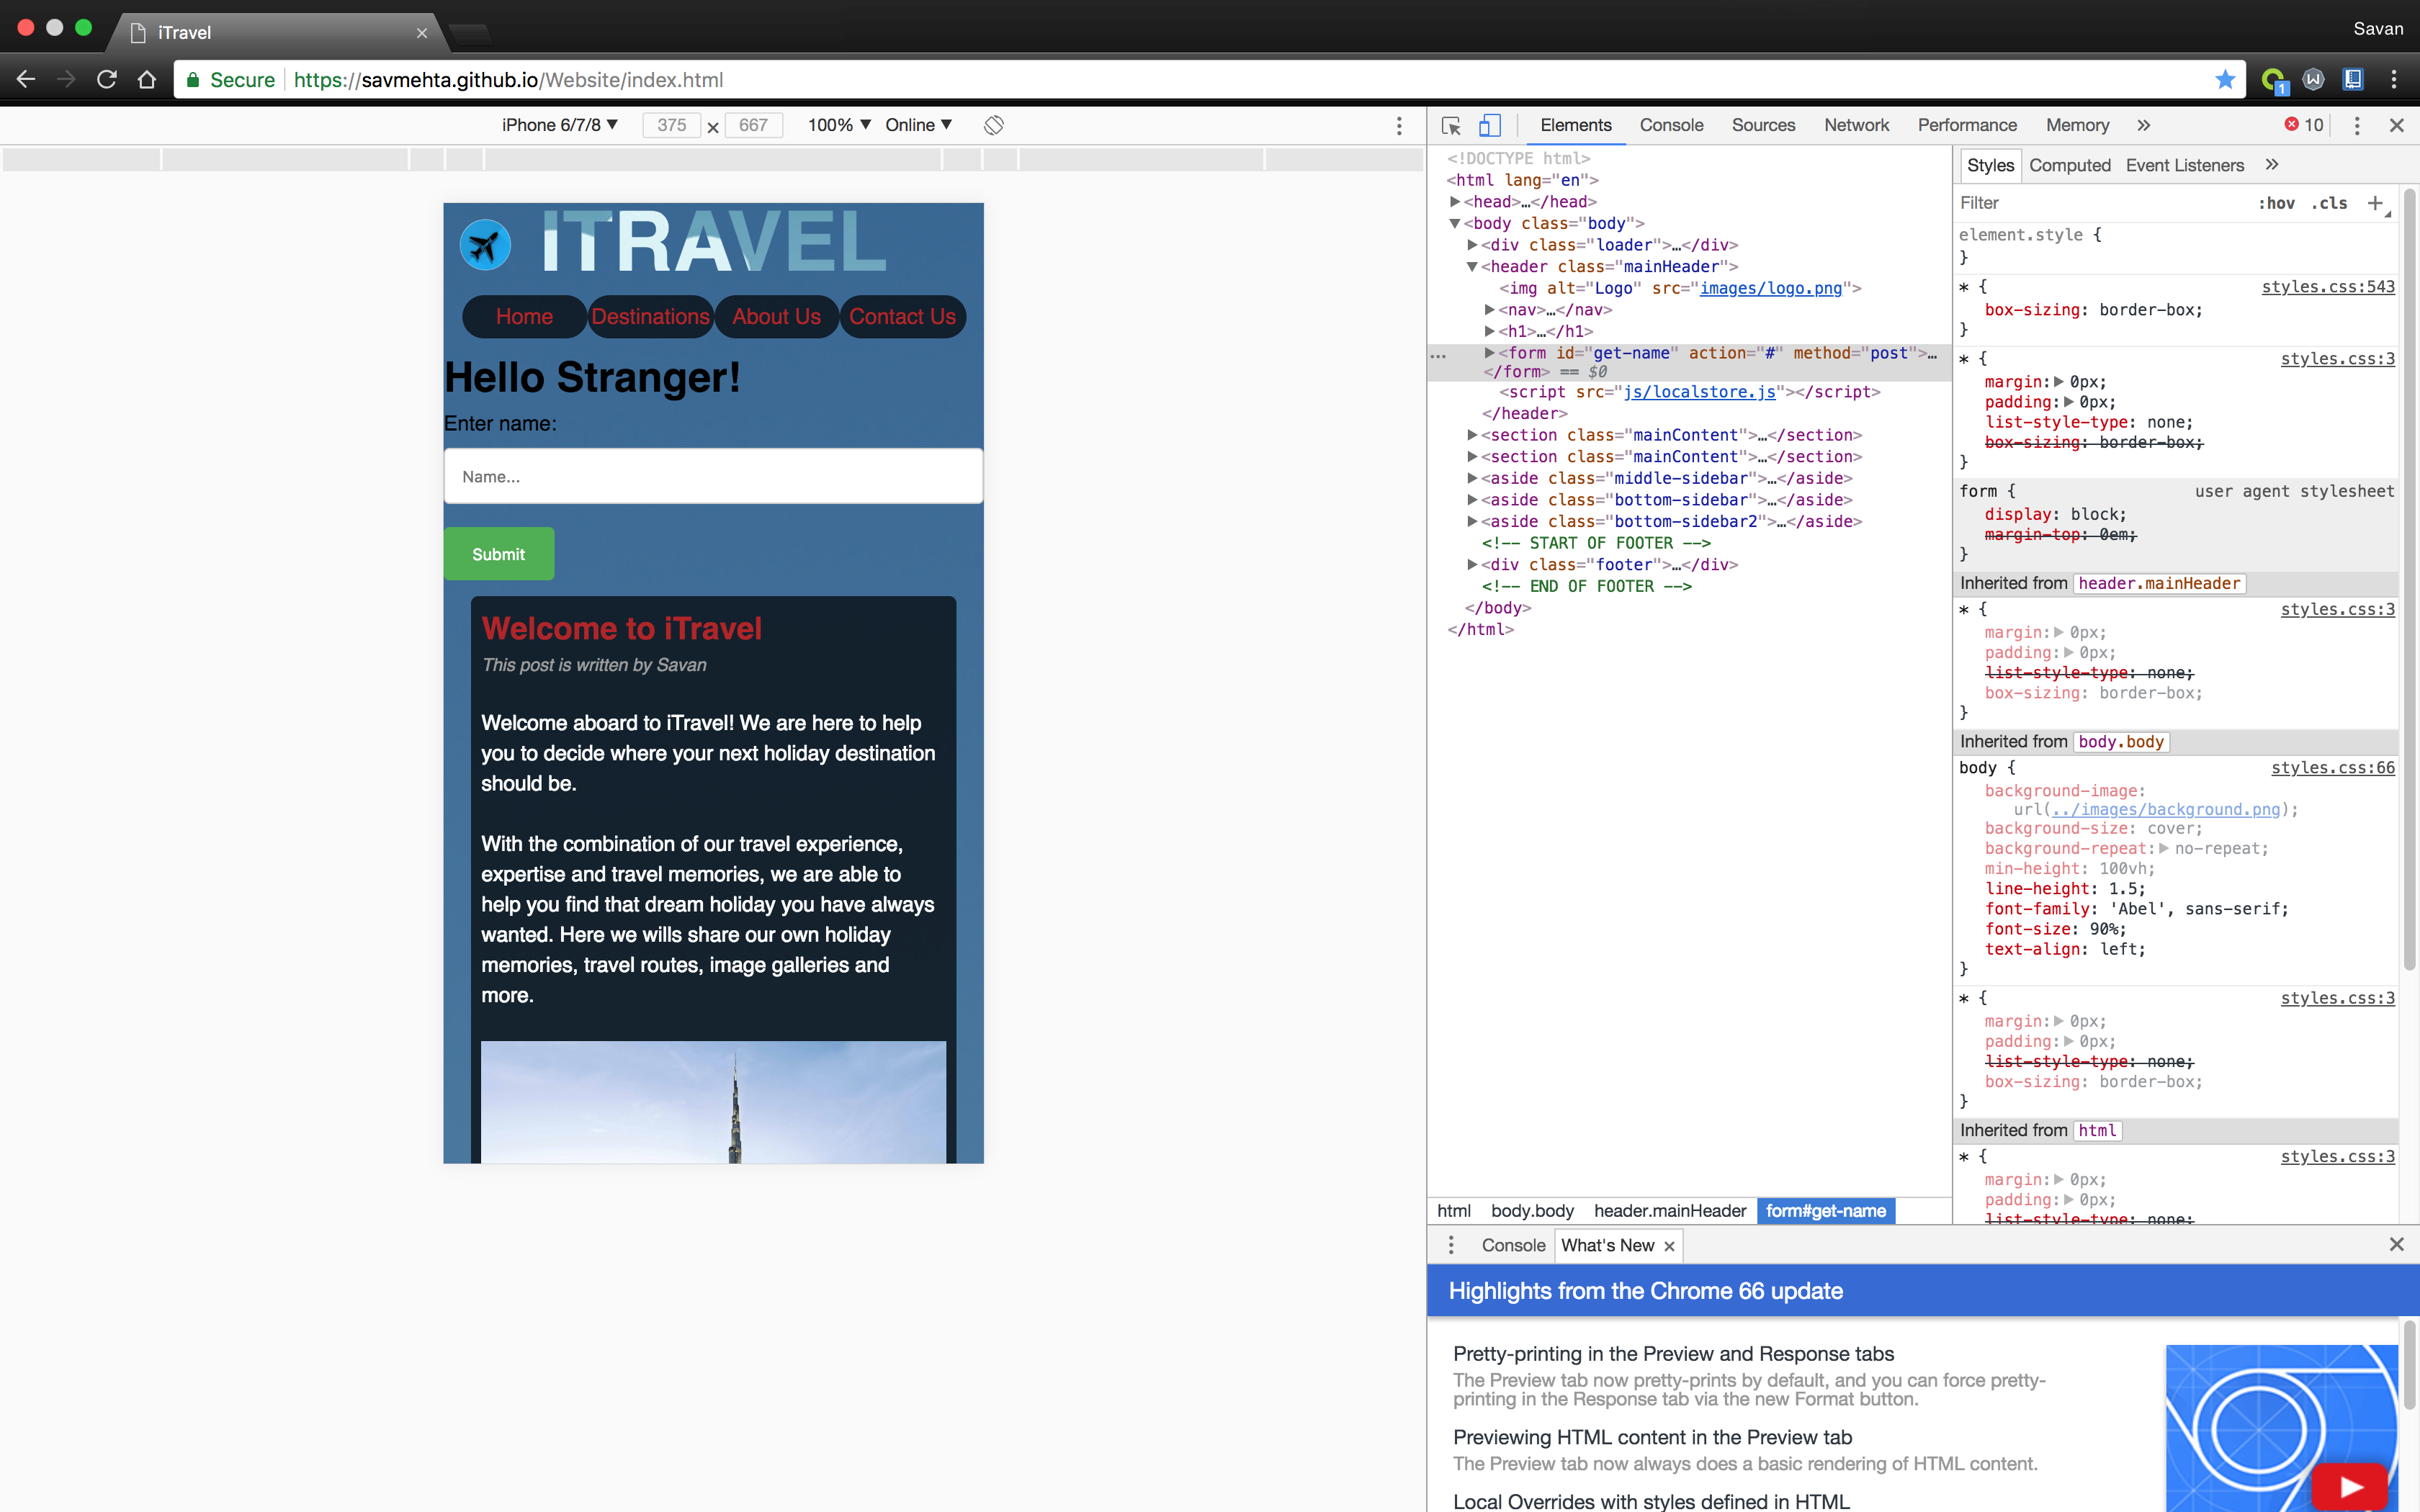 iTravel
Savan
Secure
https://savmehta.github.io/Website/index.html
iPhone 6/7/8 ▼ 375 × 667 100% ▼ Online ▼
iTRAVEL
Home Destinations About Us Contact Us
Hello Stranger!
Enter name:
Name...
Submit
Welcome to iTravel
This post is written by Savan
Welcome aboard to iTravel! We are here to help
you to decide where your next holiday destination
should be.
With the combination of our travel experience,
expertise and travel memories, we are able to
help you find that dream holiday you have always
wanted. Here we wills share our own holiday
memories, travel routes, image galleries and
more.
Elements Console Sources Network Performance Memory » 10
<!DOCTYPE html>
<html lang="en">
▶<head>…</head>
▼<body class="body">
▶<div class="loader">…</div>
▼<header class="mainHeader">
<img alt="Logo" src="images/logo.png">
▶<nav>…</nav>
▶<h1>…</h1>
… ▶<form id="get-name" action="#" method="post">…
</form> == $0
<script src="js/localstore.js"></script>
</header>
▶<section class="mainContent">…</section>
▶<section class="mainContent">…</section>
▶<aside class="middle-sidebar">…</aside>
▶<aside class="bottom-sidebar">…</aside>
▶<aside class="bottom-sidebar2">…</aside>
<!-- START OF FOOTER -->
▶<div class="footer">…</div>
<!-- END OF FOOTER -->
</body>
</html>
html body.body header.mainHeader form#get-name
Styles Computed Event Listeners »
Filter :hov .cls +
element.style {
}
* { styles.css:543
box-sizing: border-box;
}
* { styles.css:3
margin:▶0px;
padding:▶0px;
list-style-type: none;
box-sizing: border-box;
}
form { user agent stylesheet
display: block;
margin-top: 0em;
}
Inherited from header.mainHeader
* { styles.css:3
margin:▶0px;
padding:▶0px;
list-style-type: none;
box-sizing: border-box;
}
Inherited from body.body
body { styles.css:66
background-image:
url(../images/background.png);
background-size: cover;
background-repeat:▶no-repeat;
min-height: 100vh;
line-height: 1.5;
font-family: 'Abel', sans-serif;
font-size: 90%;
text-align: left;
}
* { styles.css:3
margin:▶0px;
padding:▶0px;
list-style-type: none;
box-sizing: border-box;
}
Inherited from html
* { styles.css:3
margin:▶0px;
padding:▶0px;
list-style-type: none;
Console What's New ×
Highlights from the Chrome 66 update
Pretty-printing in the Preview and Response tabs
The Preview tab now pretty-prints by default, and you can force pretty-
printing in the Response tab via the new Format button.
Previewing HTML content in the Preview tab
The Preview tab now always does a basic rendering of HTML content.
Local Overrides with styles defined in HTML